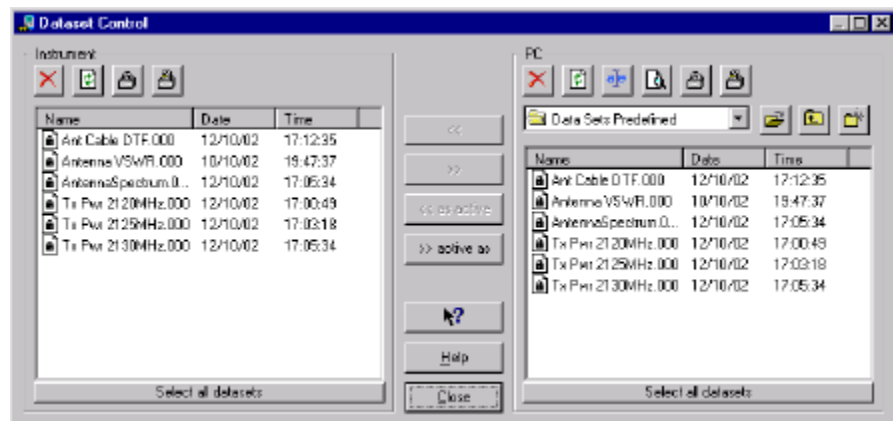 Dataset Control
Instrument
Name Date Time
Ant Cable DTF.000 12/10/02 17:12:35
Antenna VSWR.000 10/10/02 19:47:37
AntennaSpectrum.0... 12/10/02 17:05:34
Tx Pwr 2120MHz.000 12/10/02 17:00:49
Tx Pwr 2125MHz.000 12/10/02 17:03:18
Tx Pwr 2130MHz.000 12/10/02 17:05:34
Select all datasets
<<
>>
<< as active
>> active as
?
Help
Close
PC
Data Sets Predefined
Name Date Time
Ant Cable DTF.000 12/10/02 17:12:35
Antenna VSWR.000 10/10/02 19:47:37
AntennaSpectrum.0... 12/10/02 17:05:34
Tx Pwr 2120MHz.000 12/10/02 17:00:49
Tx Pwr 2125MHz.000 12/10/02 17:03:18
Tx Pwr 2130MHz.000 12/10/02 17:05:34
Select all datasets